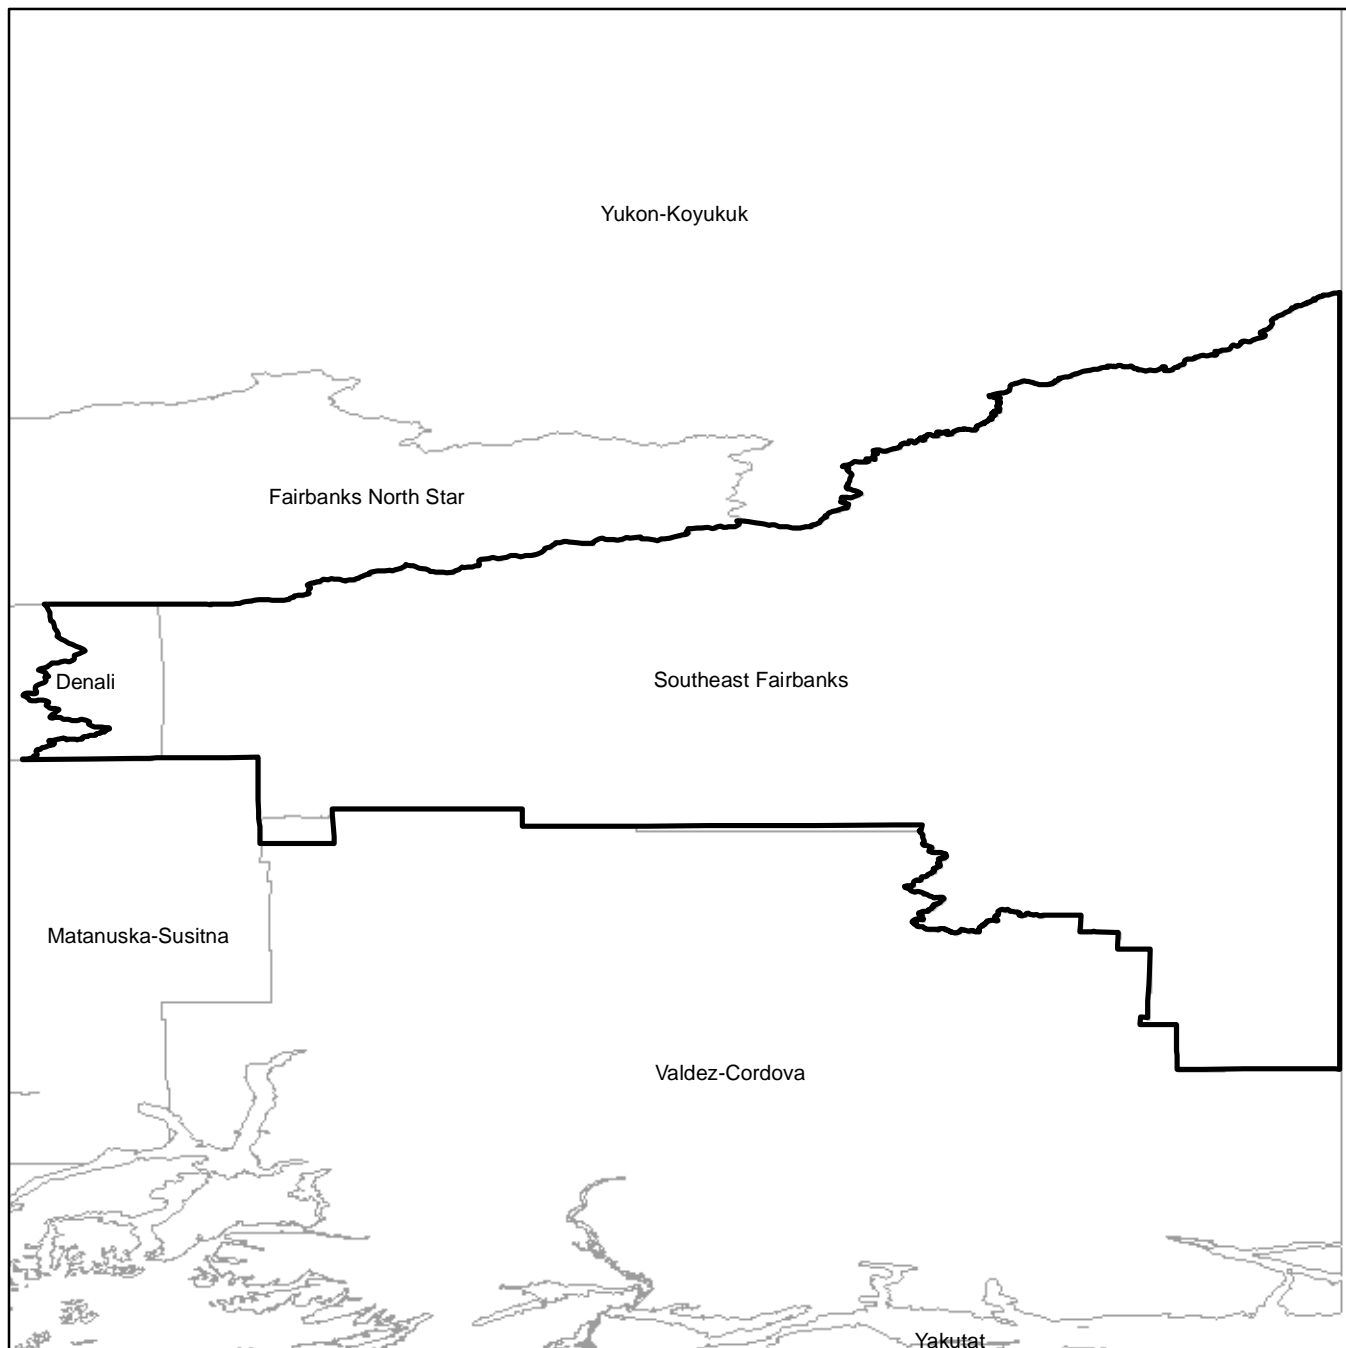 Yukon-Koyukuk
Fairbanks North Star
Southeast Fairbanks
Denali
Matanuska-Susitna
Valdez-Cordova
Yakutat